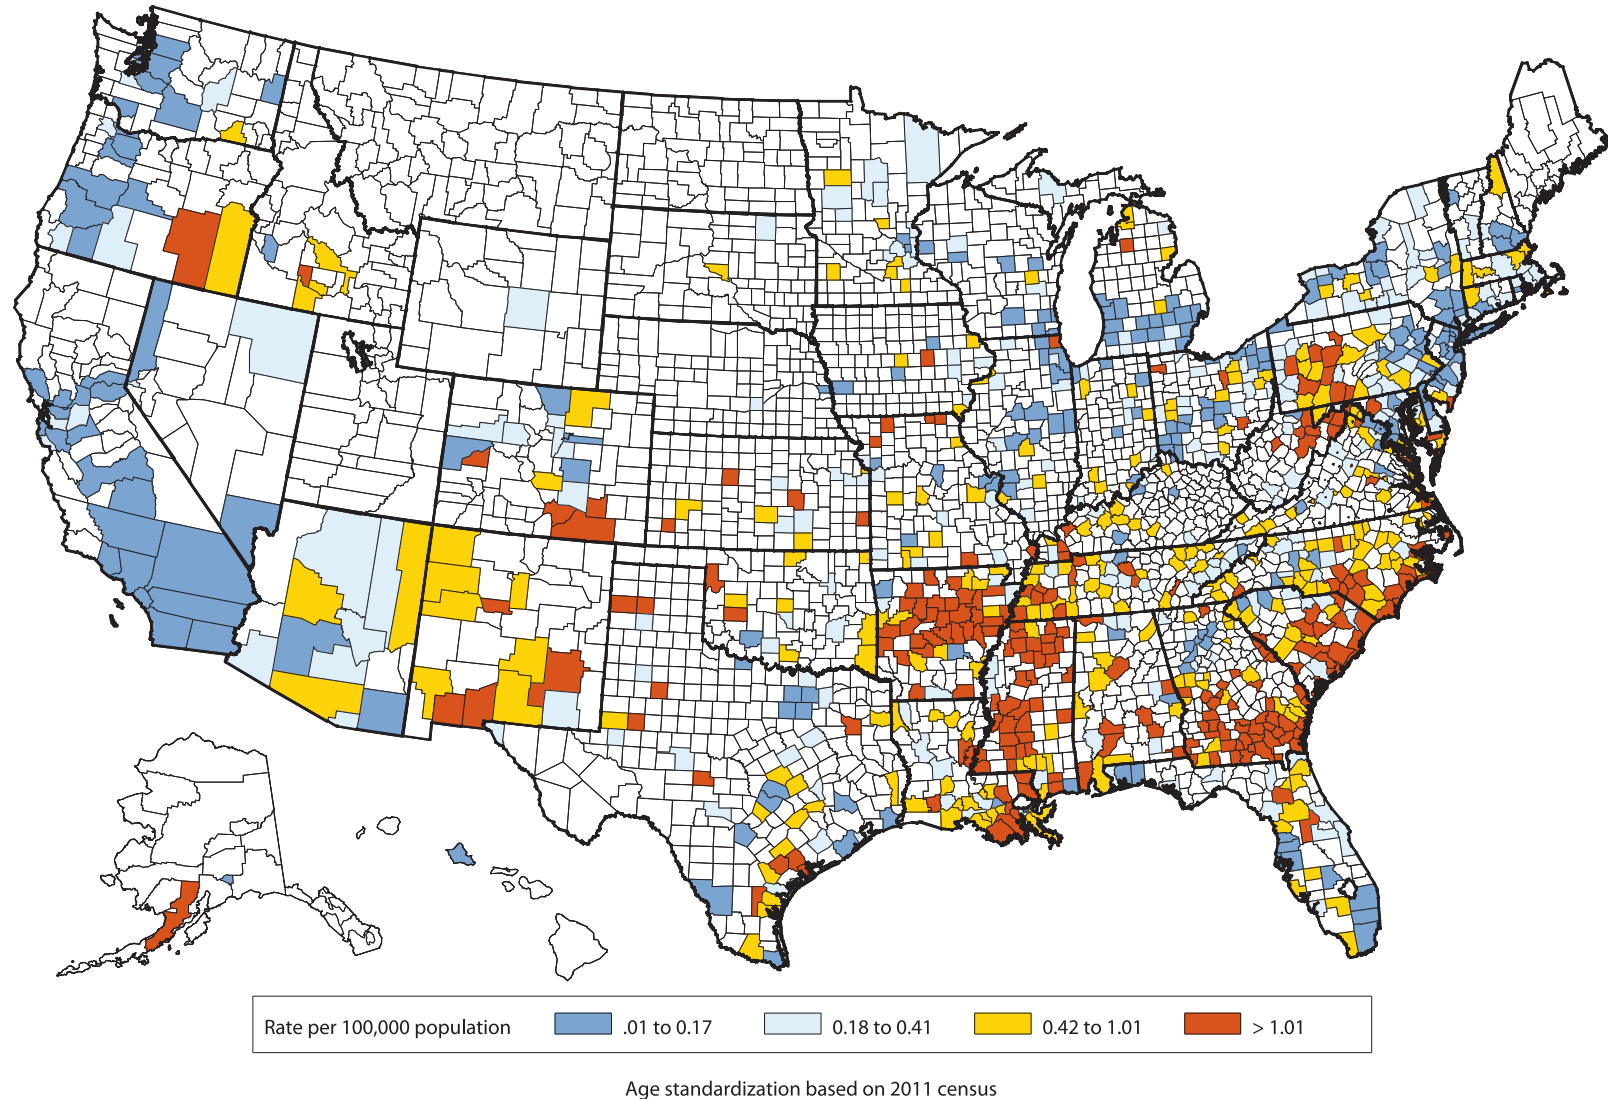 Rate per 100,000 population .01 to 0.17 0.18 to 0.41 0.42 to 1.01 > 1.01
Age standardization based on 2011 census